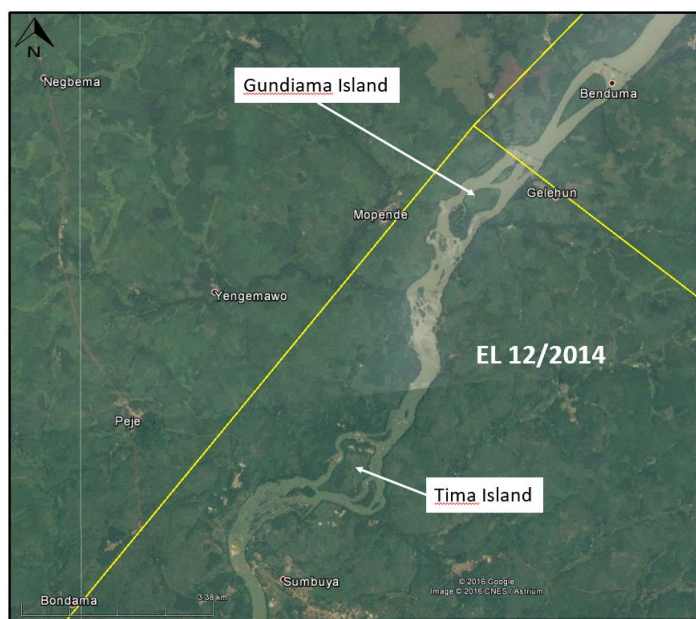 N
Negbema
Gundiama Island
Benduma
Gelehun
Mopende
Yengemawo
EL 12/2014
Peje
Tima Island
Sumbuya
© 2016 Google
Image © 2016 CNES / Astrium
Bondama
3.38 km